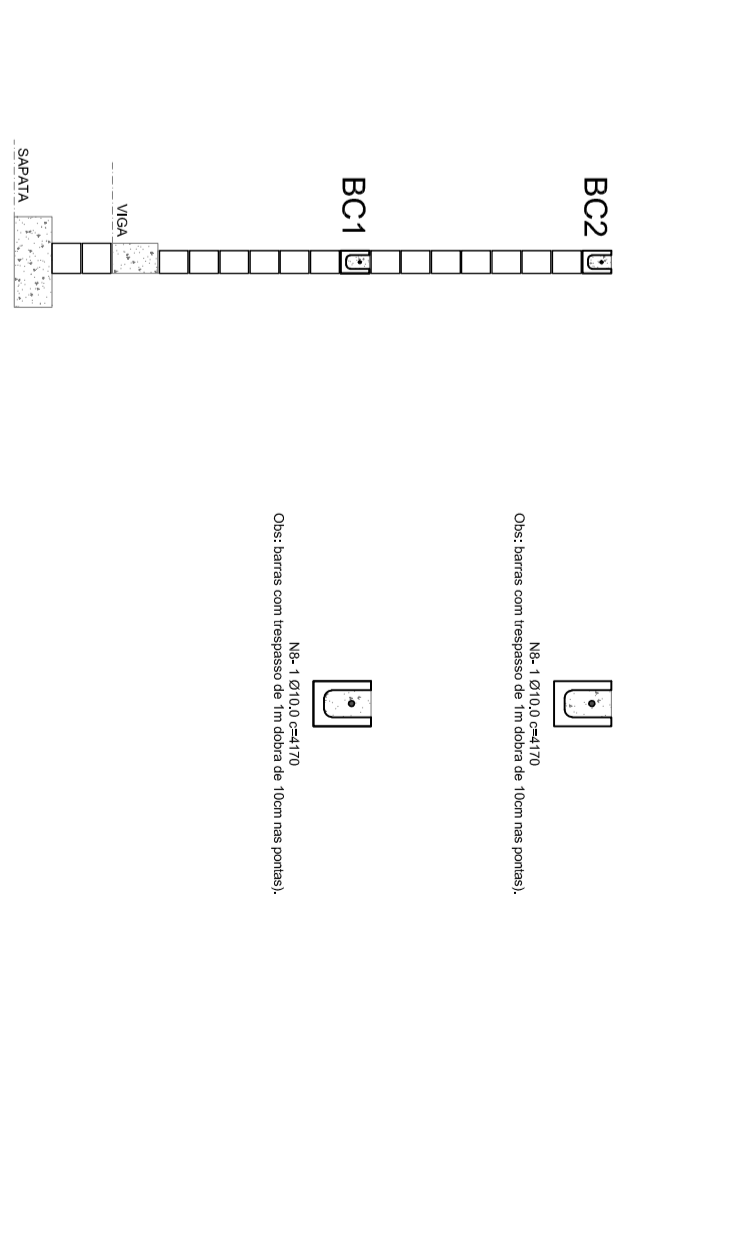 BC2
BC1
VIGA
SAPATA
N8- 1 Ø10.0 c=4170
Obs: barras com trespasso de 1m dobra de 10cm nas pontas).
N8- 1 Ø10.0 c=4170
Obs: barras com trespasso de 1m dobra de 10cm nas pontas).